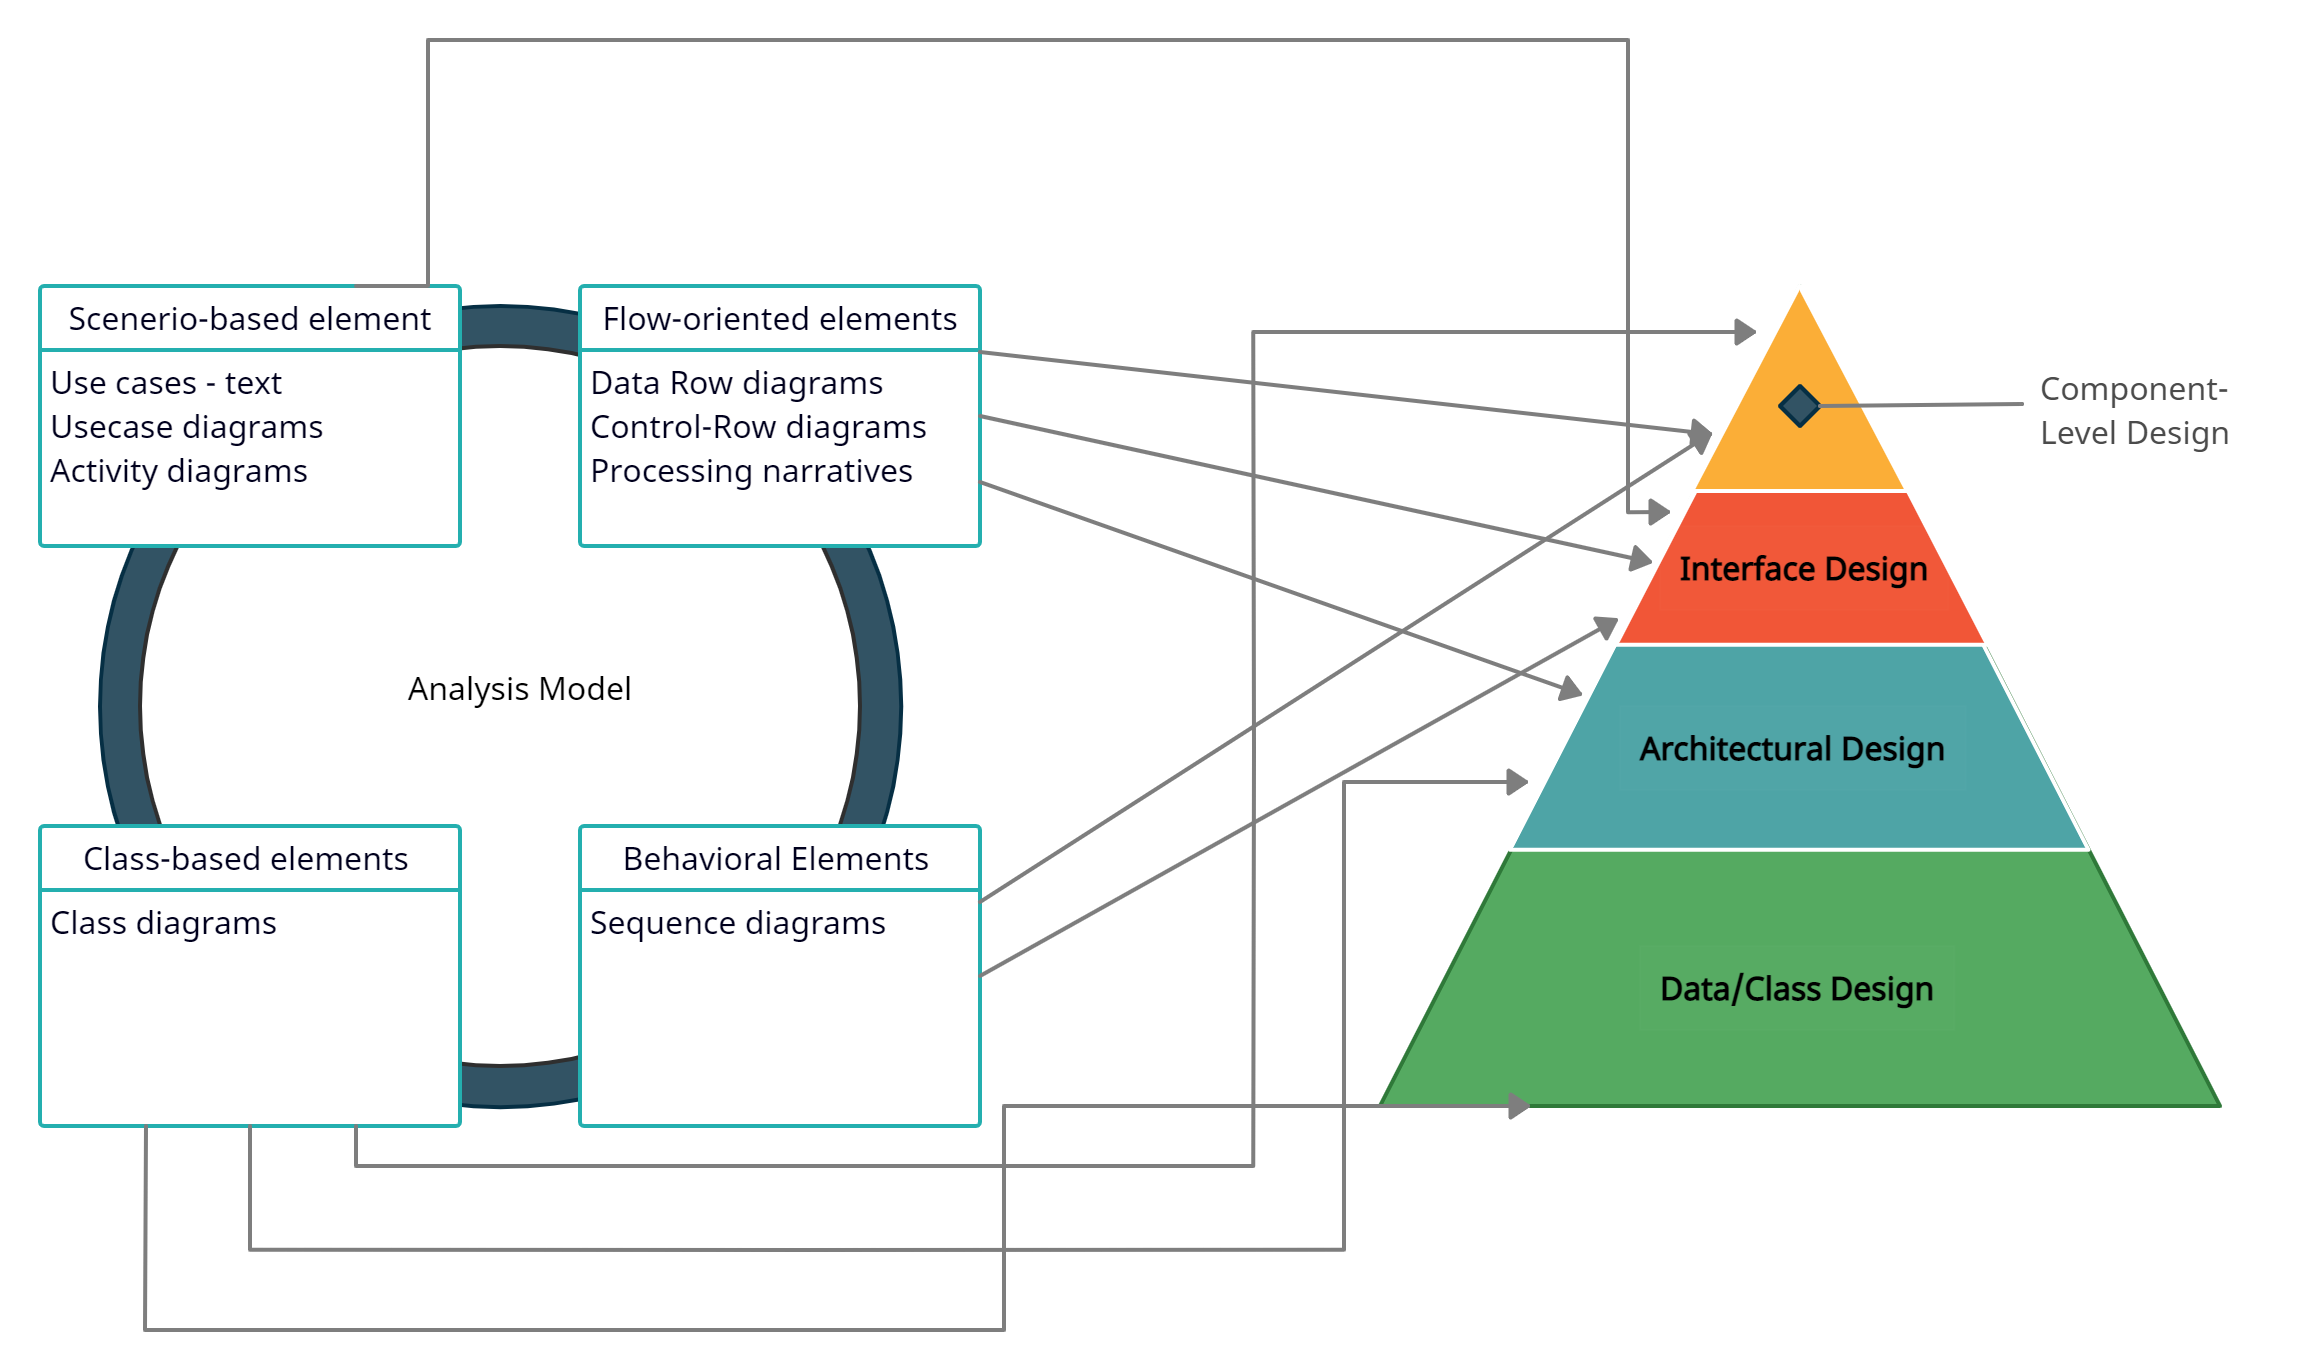 Scenerio-based element
Use cases - text
Usecase diagrams
Activity diagrams
Flow-oriented elements
Data Row diagrams
Control-Row diagrams
Processing narratives
Component-
Level Design
Interface Design
Analysis Model
Architectural Design
Class-based elements
Class diagrams
Behavioral Elements
Sequence diagrams
Data/Class Design